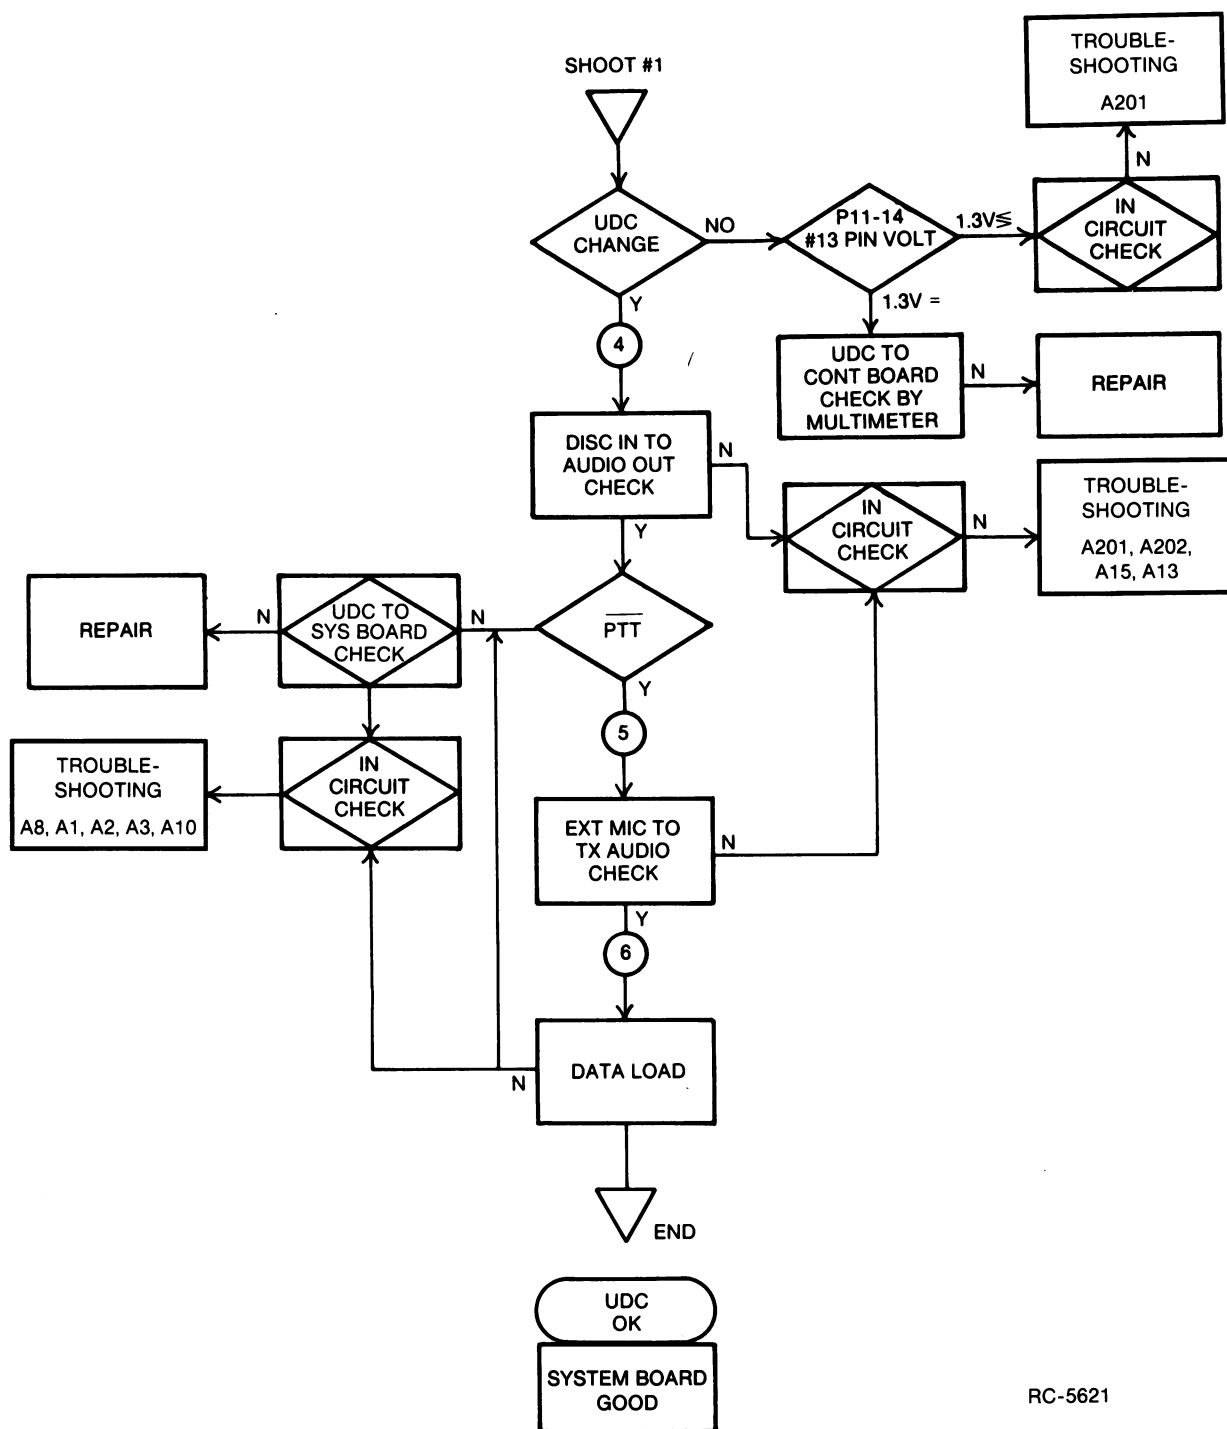 SHOOT #1
TROUBLE-
SHOOTING
A201
N
UDC
CHANGE
NO
P11-14
#13 PIN VOLT
1.3V≶
IN
CIRCUIT
CHECK
Y
1.3V =
4
UDC TO
CONT BOARD
CHECK BY
MULTIMETER
N
REPAIR
DISC IN TO
AUDIO OUT
CHECK
N
Y
IN
CIRCUIT
CHECK
N
TROUBLE-
SHOOTING
A201, A202,
A15, A13
REPAIR
N
UDC TO
SYS BOARD
CHECK
N
PTT
Y
5
TROUBLE-
SHOOTING
A8, A1, A2, A3, A10
IN
CIRCUIT
CHECK
EXT MIC TO
TX AUDIO
CHECK
N
Y
6
DATA LOAD
N
END
UDC
OK
SYSTEM BOARD
GOOD
RC-5621